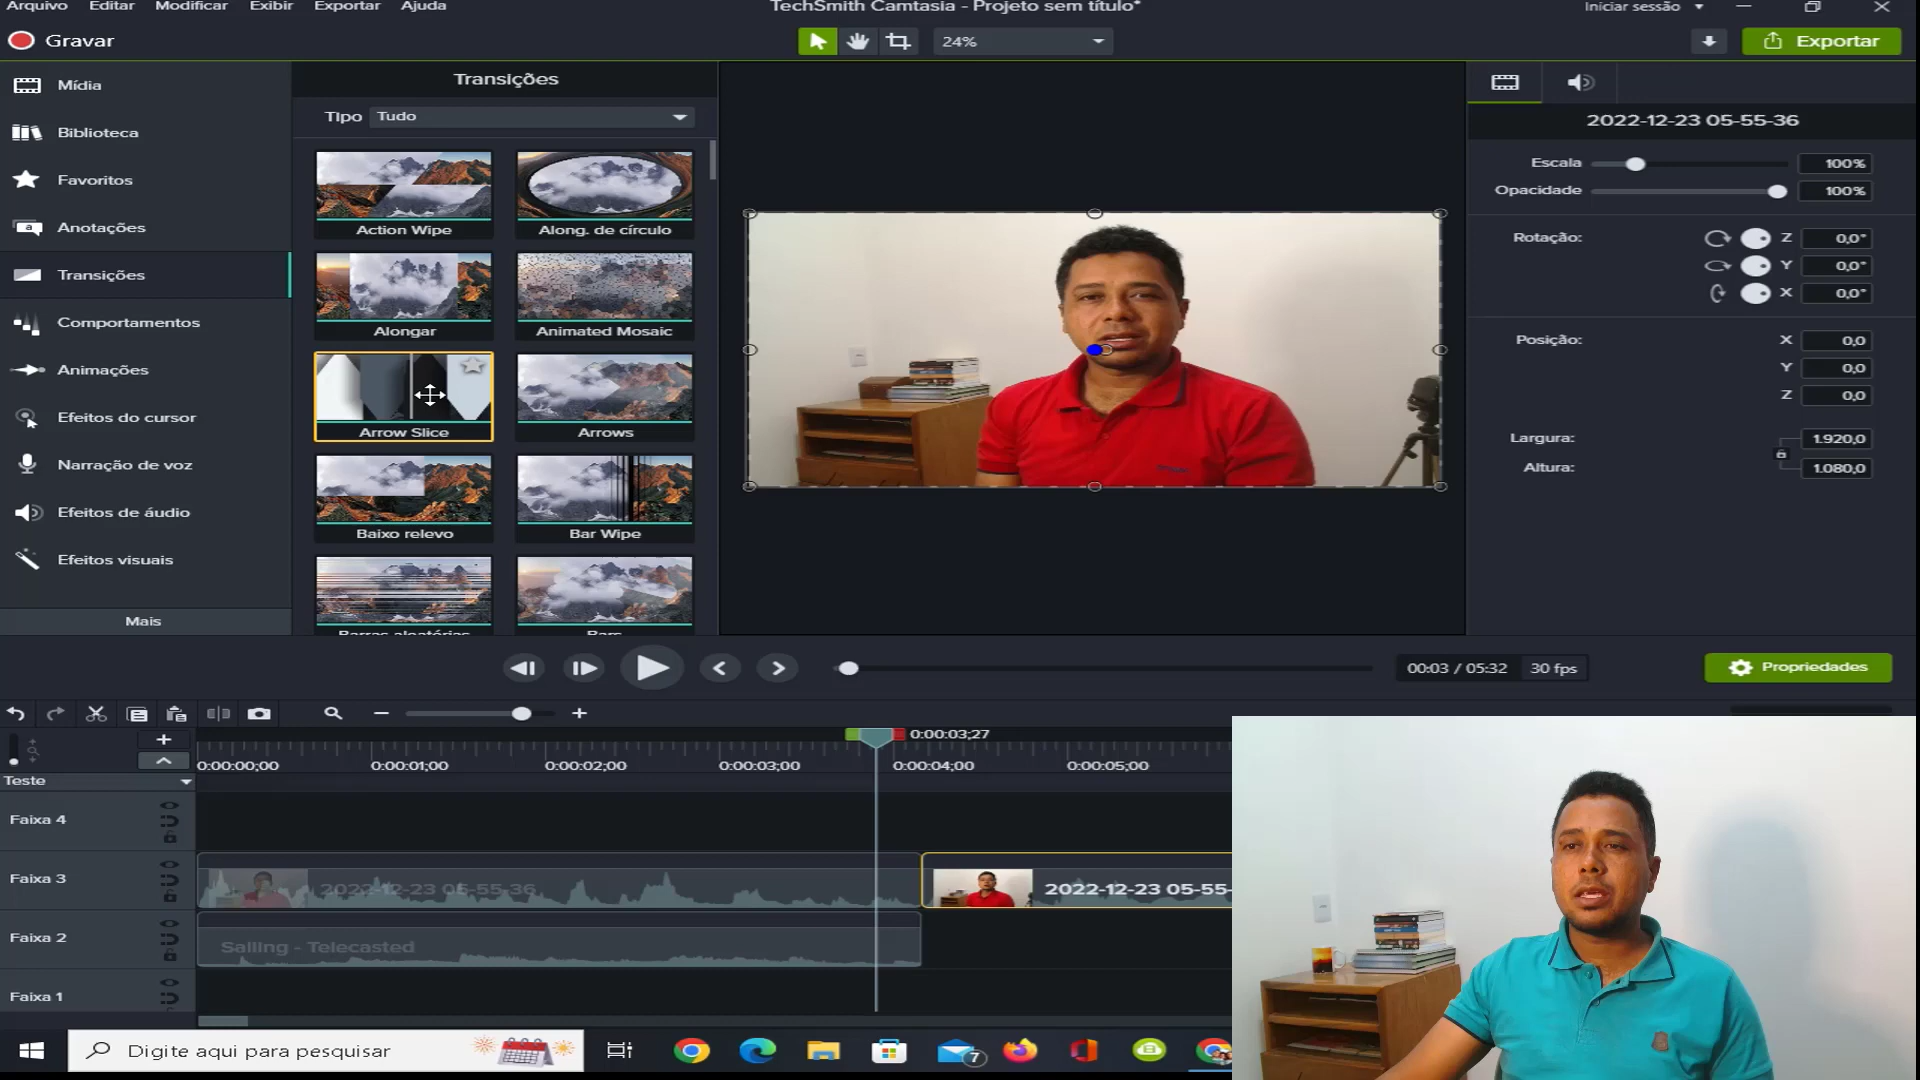 Arquivo Editar Modificar Exibir Exportar Ajuda
TechSmith Camtasia - Projeto sem título*
Iniciar sessão
Gravar
24%
Exportar
Mídia
Biblioteca
Favoritos
Anotações
Transições
Comportamentos
Animações
Efeitos do cursor
Narração de voz
Efeitos de áudio
Efeitos visuais
Mais
Transições
Tipo Tudo
Action Wipe
Along. de círculo
Alongar
Animated Mosaic
Arrow Slice
Arrows
Baixo relevo
Bar Wipe
Barras aleatórias
Bars
2022-12-23 05-55-36
Escala 100%
Opacidade 100%
Rotação: Z 0,0°
Y 0,0°
X 0,0°
Posição: X 0,0
Y 0,0
Z 0,0
Largura: 1.920,0
Altura: 1.080,0
00:03 / 05:32 30 fps
Propriedades
0:00:03;27
0:00:00;00 0:00:01;00 0:00:02;00 0:00:03;00 0:00:04;00 0:00:05;00
Teste
Faixa 4
Faixa 3
2022-12-23 05-55-36
2022-12-23 05-55-
Faixa 2
Sailing - Telecasted
Faixa 1
Digite aqui para pesquisar
7